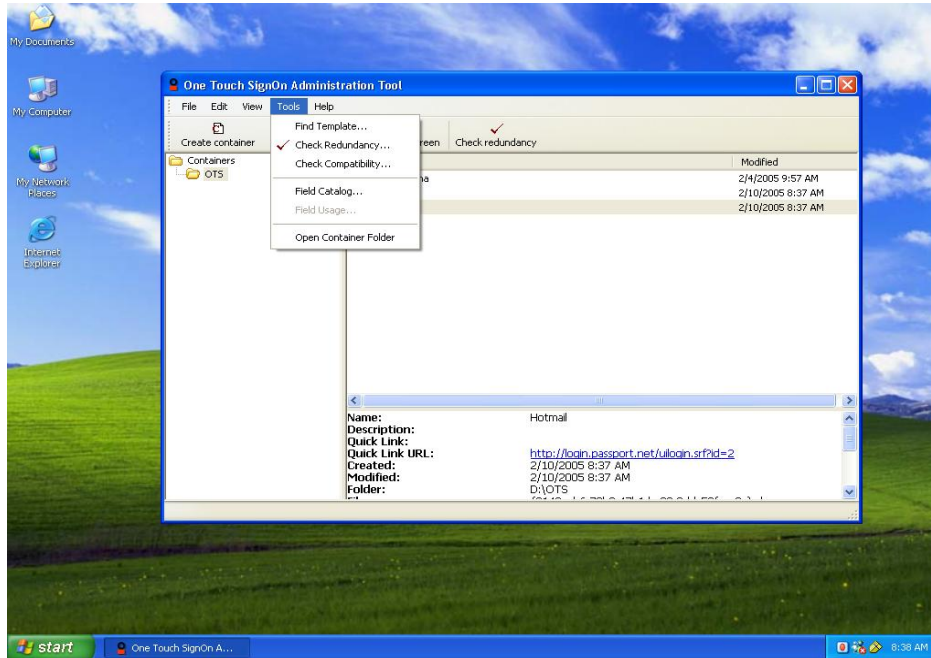 My Documents
My Computer
My Network
Places
Internet
Explorer
One Touch SignOn Administration Tool
File Edit View Tools Help
Create container
reen
Check redundancy
Find Template...
Check Redundancy...
Check Compatibility...
Field Catalog...
Field Usage...
Open Container Folder
Containers
OTS
Modified
na 2/4/2005 9:57 AM
2/10/2005 8:37 AM
2/10/2005 8:37 AM
Name: Hotmail
Description:
Quick Link:
Quick Link URL: http://login.passport.net/uilogin.srf?id=2
Created: 2/10/2005 8:37 AM
Modified: 2/10/2005 8:37 AM
Folder: D:\OTS
start
One Touch SignOn A...
8:38 AM